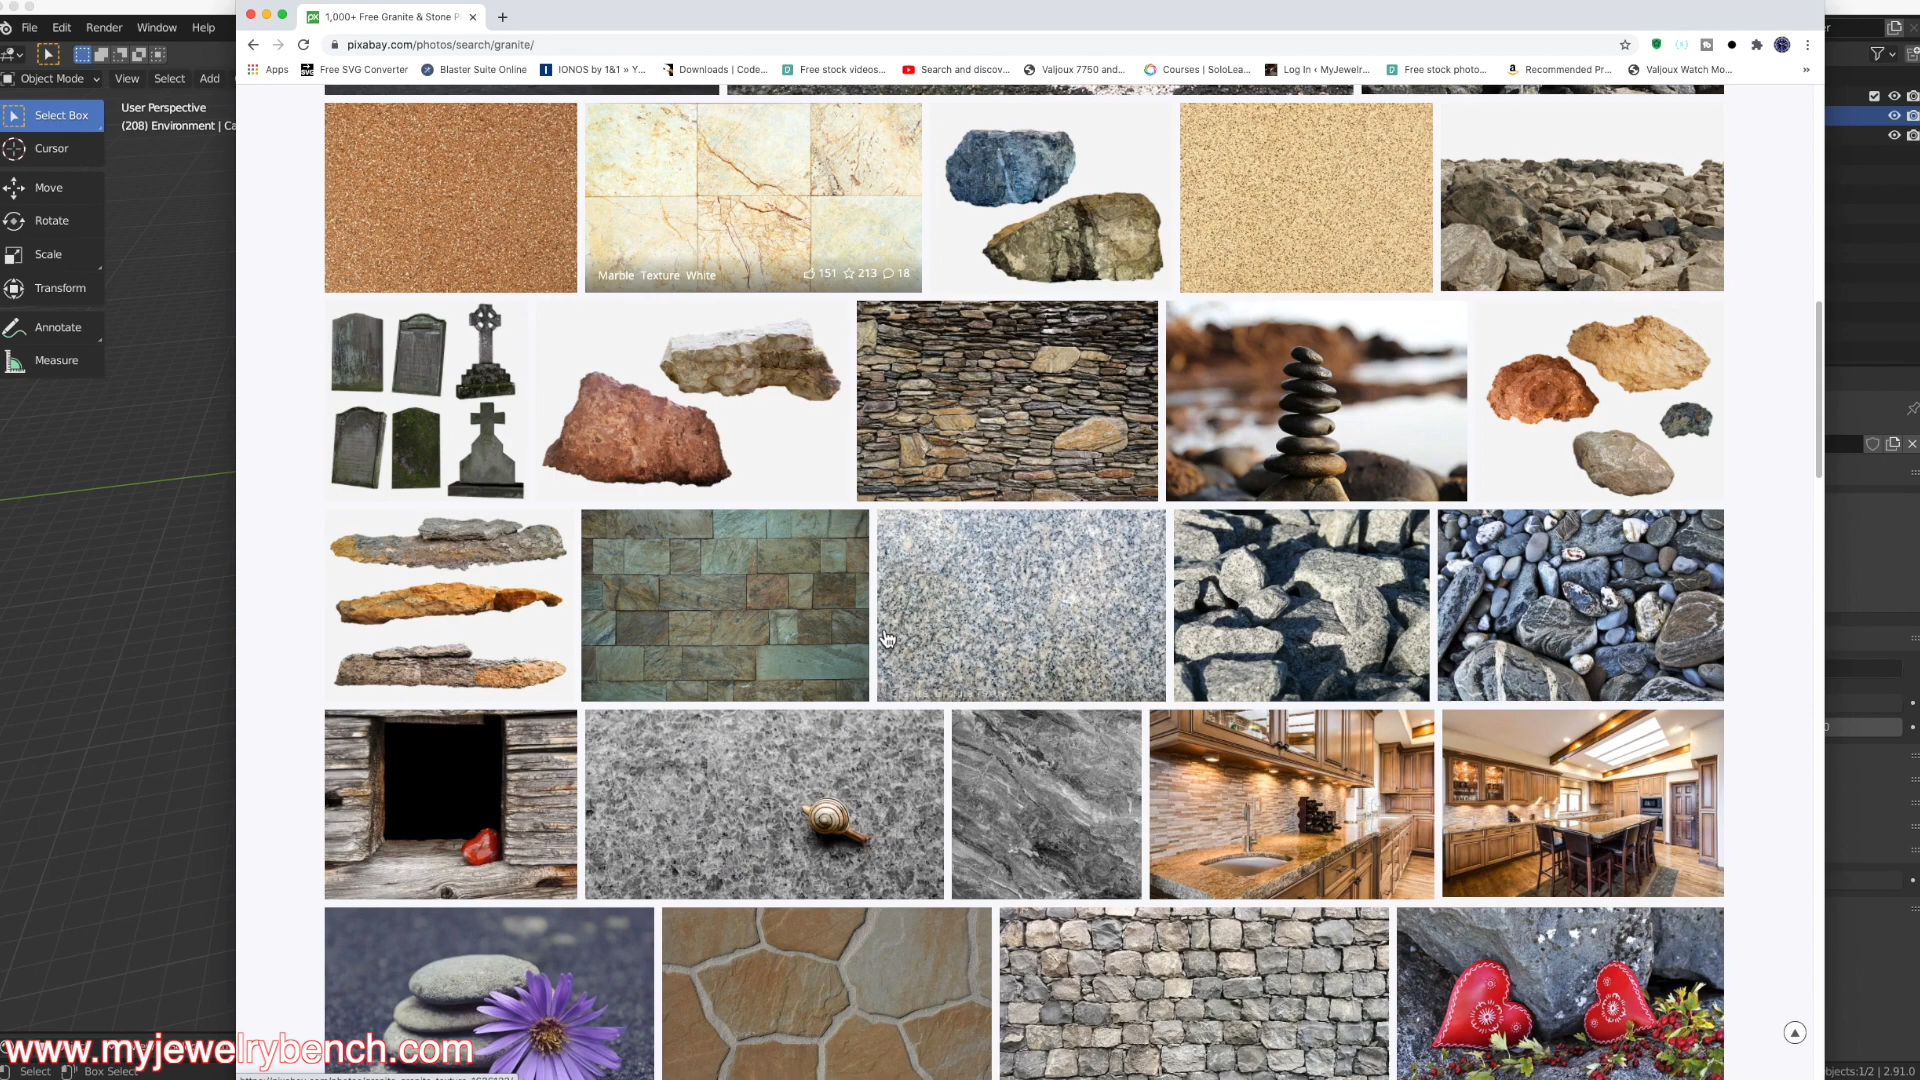 1,000+ Free Granite & Stone P
File Edit Render Window Help
pixabay.com/photos/search/granite/
Apps Free SVG Converter Blaster Suite Online IONOS by 1&1 » Y... Downloads | Code... Free stock videos... Search and discov... Valjoux 7750 and... Courses | SoloLea... Log In ‹ MyJewelr... Free stock photo... Recommended Pr... Valjoux Watch Mo... »
Object Mode View Select Add
User Perspective
(208) Environment | Ca
Select Box
Cursor
Move
Rotate
Scale
Transform
Annotate
Measure
Marble Texture White 151 213 18
www.myjewelrybench.com
Select Box Select
bjects:1/2 | 2.91.0